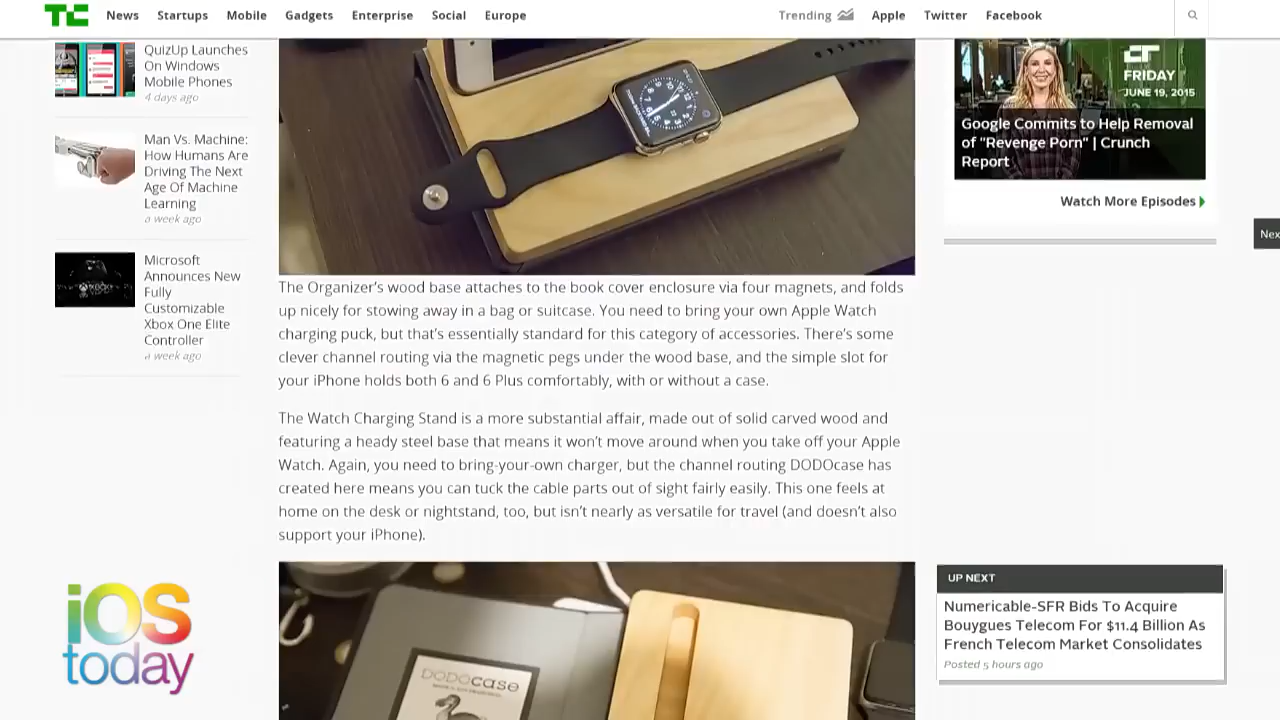 TC News Startups Mobile Gadgets Enterprise Social Europe Trending Apple Twitter Facebook
QuizUp Launches
On Windows
Mobile Phones
4 days ago
Man Vs. Machine:
How Humans Are
Driving The Next
Age Of Machine
Learning
a week ago
Microsoft
Announces New
Fully
Customizable
Xbox One Elite
Controller
a week ago
The Organizer's wood base attaches to the book cover enclosure via four magnets, and folds
up nicely for stowing away in a bag or suitcase. You need to bring your own Apple Watch
charging puck, but that's essentially standard for this category of accessories. There's some
clever channel routing via the magnetic pegs under the wood base, and the simple slot for
your iPhone holds both 6 and 6 Plus comfortably, with or without a case.
The Watch Charging Stand is a more substantial affair, made out of solid carved wood and
featuring a heady steel base that means it won't move around when you take off your Apple
Watch. Again, you need to bring-your-own charger, but the channel routing DODOcase has
created here means you can tuck the cable parts out of sight fairly easily. This one feels at
home on the desk or nightstand, too, but isn't nearly as versatile for travel (and doesn't also
support your iPhone).
DODOcase
CR
FRIDAY
JUNE 19, 2015
Google Commits to Help Removal
of "Revenge Porn" | Crunch
Report
Watch More Episodes
Nex
UP NEXT
Numericable-SFR Bids To Acquire
Bouygues Telecom For $11.4 Billion As
French Telecom Market Consolidates
Posted 5 hours ago
iOS
today